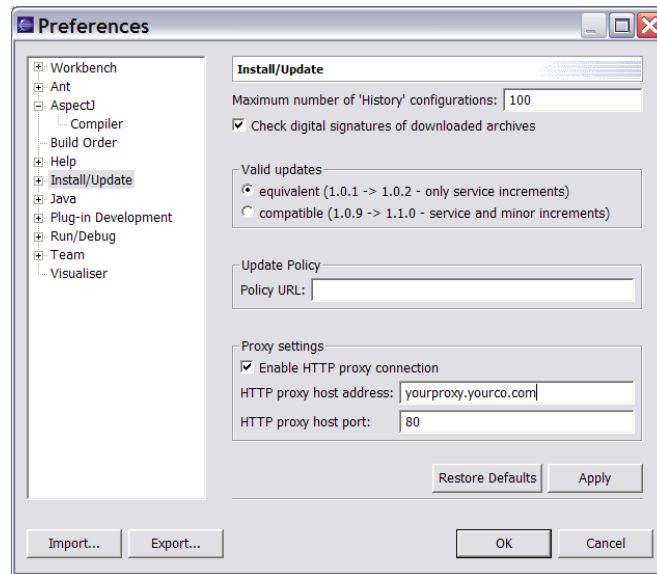 Preferences
Workbench
Ant
AspectJ
Compiler
Build Order
Help
Install/Update
Java
Plug-in Development
Run/Debug
Team
Visualiser
Install/Update
Maximum number of 'History' configurations: 100
Check digital signatures of downloaded archives
Valid updates
equivalent (1.0.1 -> 1.0.2 - only service increments)
compatible (1.0.9 -> 1.1.0 - service and minor increments)
Update Policy
Policy URL:
Proxy settings
Enable HTTP proxy connection
HTTP proxy host address: yourproxy.yourco.com
HTTP proxy host port: 80
Restore Defaults Apply
Import... Export... OK Cancel